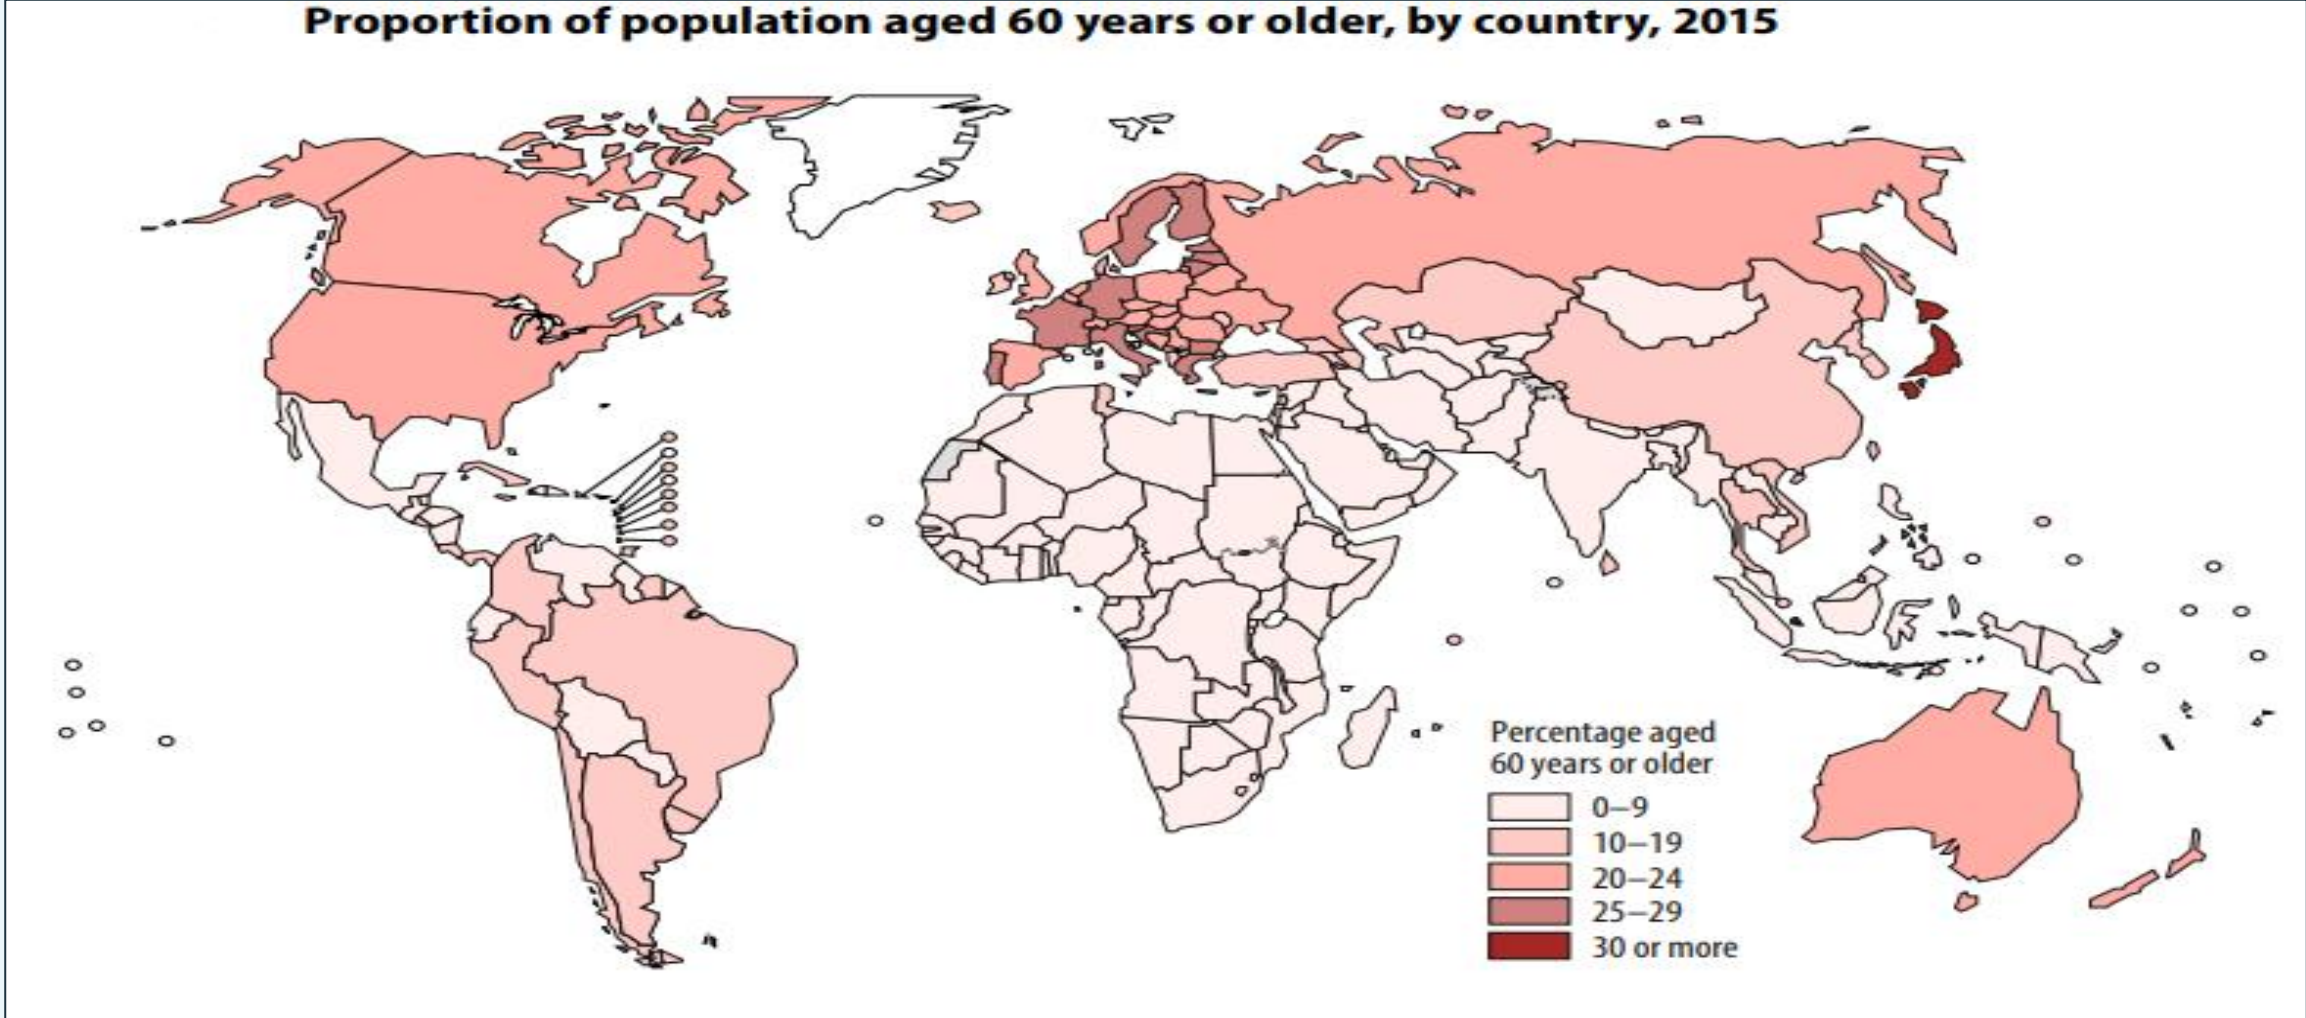 Proportion of population aged 60 years or older, by country, 2015
Percentage aged
60 years or older
0–9
10–19
20–24
25–29
30 or more